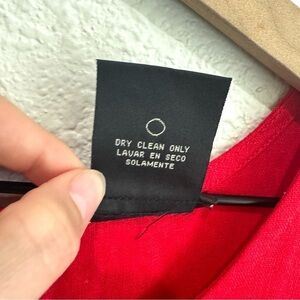 DRY CLEAN ONLY
LAVAR EN SECO
SOLAMENTE